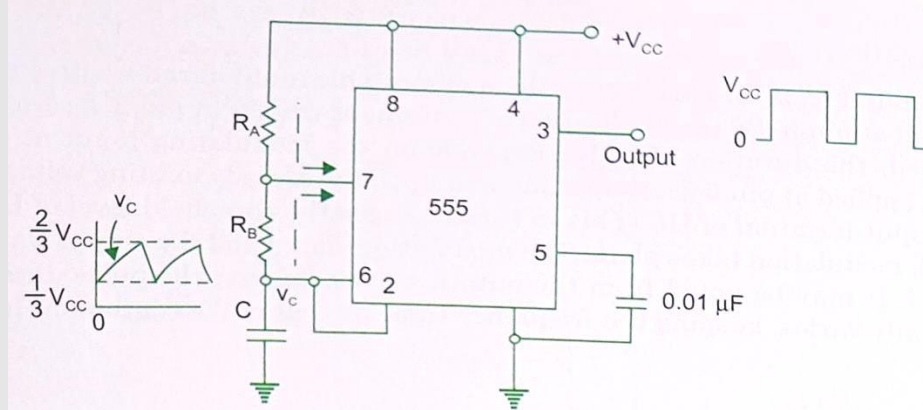 +V_CC
8
4
R_A
3
Output
V_CC
0
7
555
R_B
v_C
2/3 V_CC
1/3 V_CC
0
6
2
5
v_C
C
0.01 μF